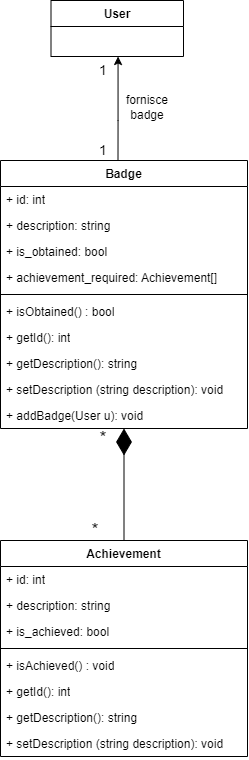 User
1
fornisce
badge
1
Badge
+ id: int
+ description: string
+ is_obtained: bool
+ achievement_required: Achievement[]
+ isObtained() : bool
+ getId(): int
+ getDescription(): string
+ setDescription (string description): void
+ addBadge(User u): void
*
*
Achievement
+ id: int
+ description: string
+ is_achieved: bool
+ isAchieved() : void
+ getId(): int
+ getDescription(): string
+ setDescription (string description): void